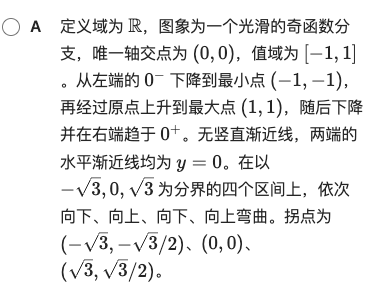 A 定义域为 ℝ，图象为一个光滑的奇函数分
支，唯一轴交点为 (0, 0)，值域为 [−1, 1]
。从左端的 0⁻ 下降到最小点 (−1, −1)，
再经过原点上升到最大点 (1, 1)，随后下降
并在右端趋于 0⁺。无竖直渐近线，两端的
水平渐近线均为 y = 0。在以
−√3, 0, √3 为分界的四个区间上，依次
向下、向上、向下、向上弯曲。拐点为
(−√3, −√3/2)、(0, 0)、
(√3, √3/2)。